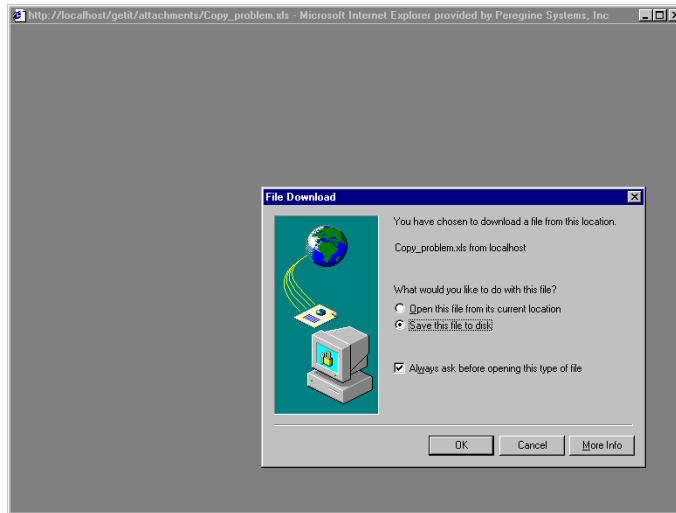 http://localhost/getit/attachments/Copy_problem.xls - Microsoft Internet Explorer provided by Peregrine Systems, Inc
File Download
You have chosen to download a file from this location.
Copy_problem.xls from localhost
What would you like to do with this file?
Open this file from its current location
Save this file to disk
Always ask before opening this type of file
OK Cancel More Info